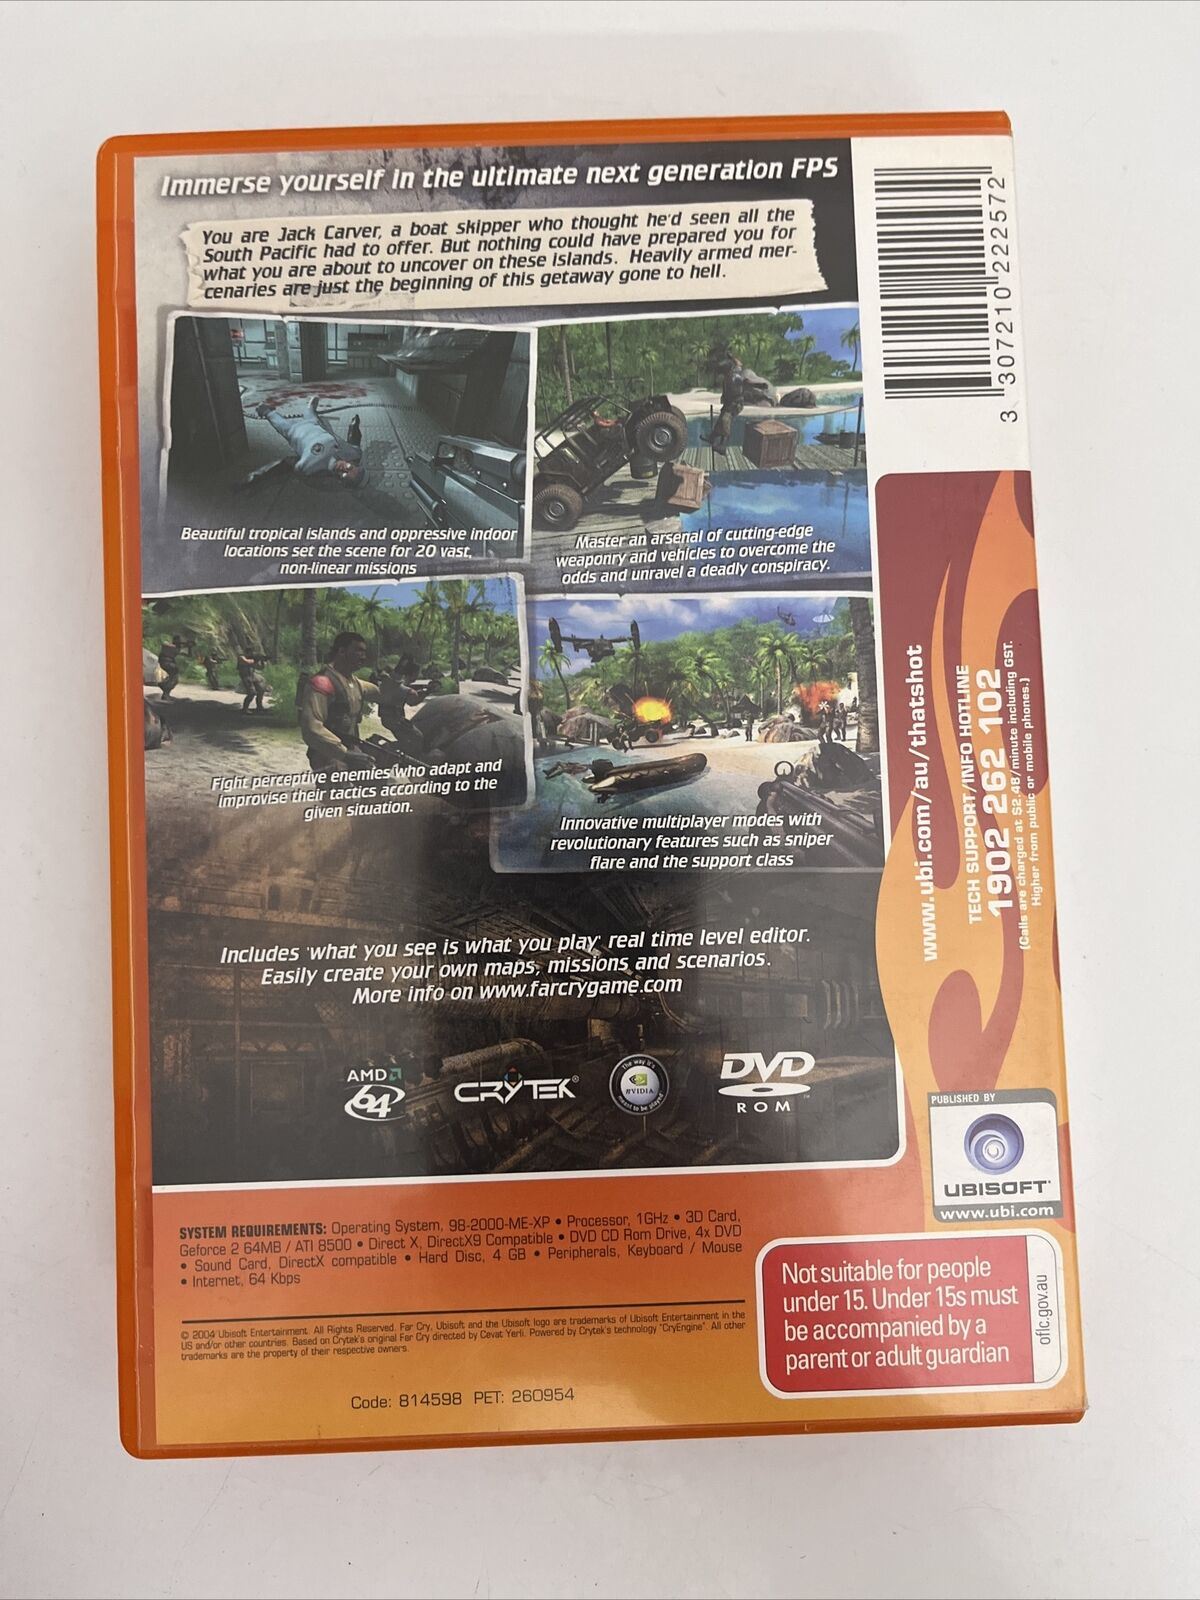 Immerse yourself in the ultimate next generation FPS
You are Jack Carver, a boat skipper who thought he'd seen all the
South Pacific had to offer. But nothing could have prepared you for
what you are about to uncover on these islands. Heavily armed mer-
cenaries are just the beginning of this getaway gone to hell.
Beautiful tropical islands and oppressive indoor
locations set the scene for 20 vast,
non-linear missions
Master an arsenal of cutting-edge
weaponry and vehicles to overcome the
odds and unravel a deadly conspiracy.
Fight perceptive enemies who adapt and
improvise their tactics according to the
given situation.
Innovative multiplayer modes with
revolutionary features such as sniper
flare and the support class
Includes 'what you see is what you play' real time level editor.
Easily create your own maps, missions and scenarios.
More info on www.farcrygame.com
AMD
64
CRYTEK®
The way it's
nVIDIA
meant to be played
DVD
ROM
SYSTEM REQUIREMENTS: Operating System, 98-2000-ME-XP • Processor, 1GHz • 3D Card,
Geforce 2 64MB / ATI 8500 • Direct X, DirectX9 Compatible • DVD CD Rom Drive, 4x DVD
• Sound Card, DirectX compatible • Hard Disc, 4 GB • Peripherals, Keyboard / Mouse
• Internet, 64 Kbps
© 2004 Ubisoft Entertainment. All Rights Reserved. Far Cry, Ubisoft and the Ubisoft logo are trademarks of Ubisoft Entertainment in the
US and/or other countries. Based on Crytek's original Far Cry directed by Cevat Yerli. Powered by Crytek's technology "CryEngine". All other
trademarks are the property of their respective owners.
Code: 814598 PET: 260954
3 307210 222572
www.ubi.com/au/thatshot
TECH SUPPORT/INFO HOTLINE
1902 262 102
(Calls are charged at $2.48/minute including GST.
Higher from public or mobile phones.)
PUBLISHED BY
UBISOFT
www.ubi.com
Not suitable for people
under 15. Under 15s must
be accompanied by a
parent or adult guardian
oflc.gov.au